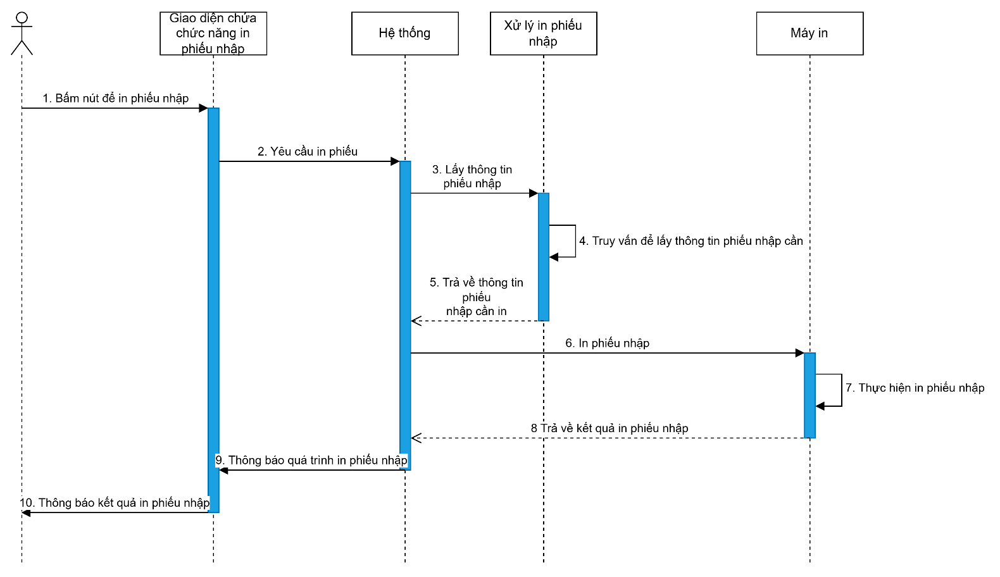 Giao diện chứa
chức năng in
phiếu nhập
Hệ thống
Xử lý in phiếu
nhập
Máy in
1. Bấm nút để in phiếu nhập
2. Yêu cầu in phiếu
3. Lấy thông tin
phiếu nhập
4. Truy vấn để lấy thông tin phiếu nhập cần
5. Trả về thông tin
phiếu
nhập cần in
6. In phiếu nhập
7. Thực hiện in phiếu nhập
8 Trả về kết quả in phiếu nhập
9. Thông báo quá trình in phiếu nhập
10. Thông báo kết quả in phiếu nhập